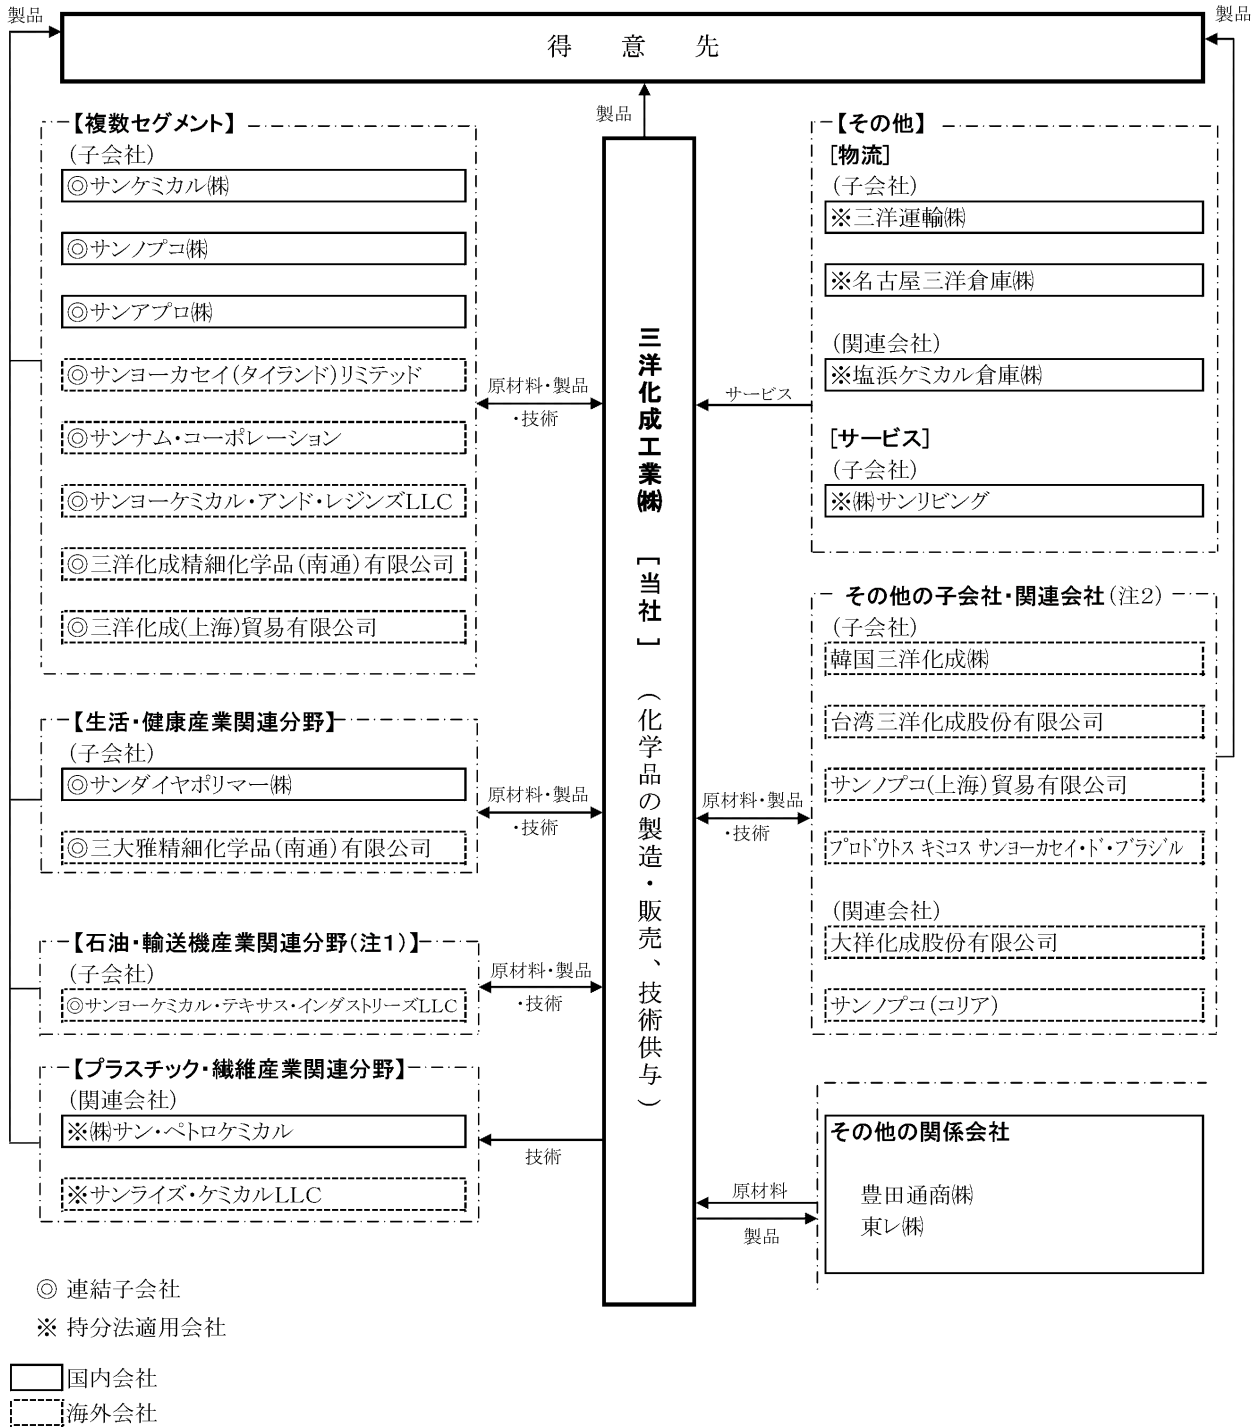 製品
製品
得意先
製品
【複数セグメント】
(子会社)
◎サンケミカル㈱
◎サンノプコ㈱
◎サンアプロ㈱
◎サンヨーカセイ(タイランド)リミテッド
◎サンナム・コーポレーション
◎サンヨーケミカル・アンド・レジンズLLC
◎三洋化成精細化学品(南通)有限公司
◎三洋化成(上海)貿易有限公司
原材料・製品
・技術
【生活・健康産業関連分野】
(子会社)
◎サンダイヤポリマー㈱
◎三大雅精細化学品(南通)有限公司
原材料・製品
・技術
【石油・輸送機産業関連分野(注1)】
(子会社)
◎サンヨーケミカル・テキサス・インダストリーズLLC
原材料・製品
・技術
【プラスチック・繊維産業関連分野】
(関連会社)
※㈱サン・ペトロケミカル
※サンライズ・ケミカルLLC
技術
三洋化成工業㈱ [当社] (化学品の製造・販売、技術供与)
【その他】
[物流]
(子会社)
※三洋運輸㈱
※名古屋三洋倉庫㈱
(関連会社)
※塩浜ケミカル倉庫㈱
[サービス]
(子会社)
※㈱サンリビング
サービス
その他の子会社・関連会社(注2)
(子会社)
韓国三洋化成㈱
台湾三洋化成股份有限公司
サンノプコ(上海)貿易有限公司
プロドウトス キミコス サンヨーカセイ・ド・ブラジル
(関連会社)
大祥化成股份有限公司
サンノプコ(コリア)
原材料・製品
・技術
その他の関係会社
豊田通商㈱
東レ㈱
原材料
製品
◎ 連結子会社
※ 持分法適用会社
国内会社
海外会社